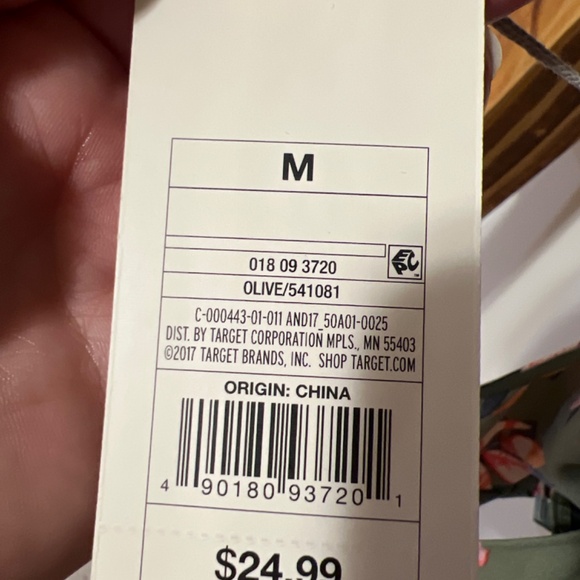 M
EPC
018 09 3720
OLIVE/541081
C-000443-01-011 AND17_50A01-0025
DIST. BY TARGET CORPORATION MPLS., MN 55403
©2017 TARGET BRANDS, INC. SHOP TARGET.COM
ORIGIN: CHINA
4 90180 93720 1
$24.99